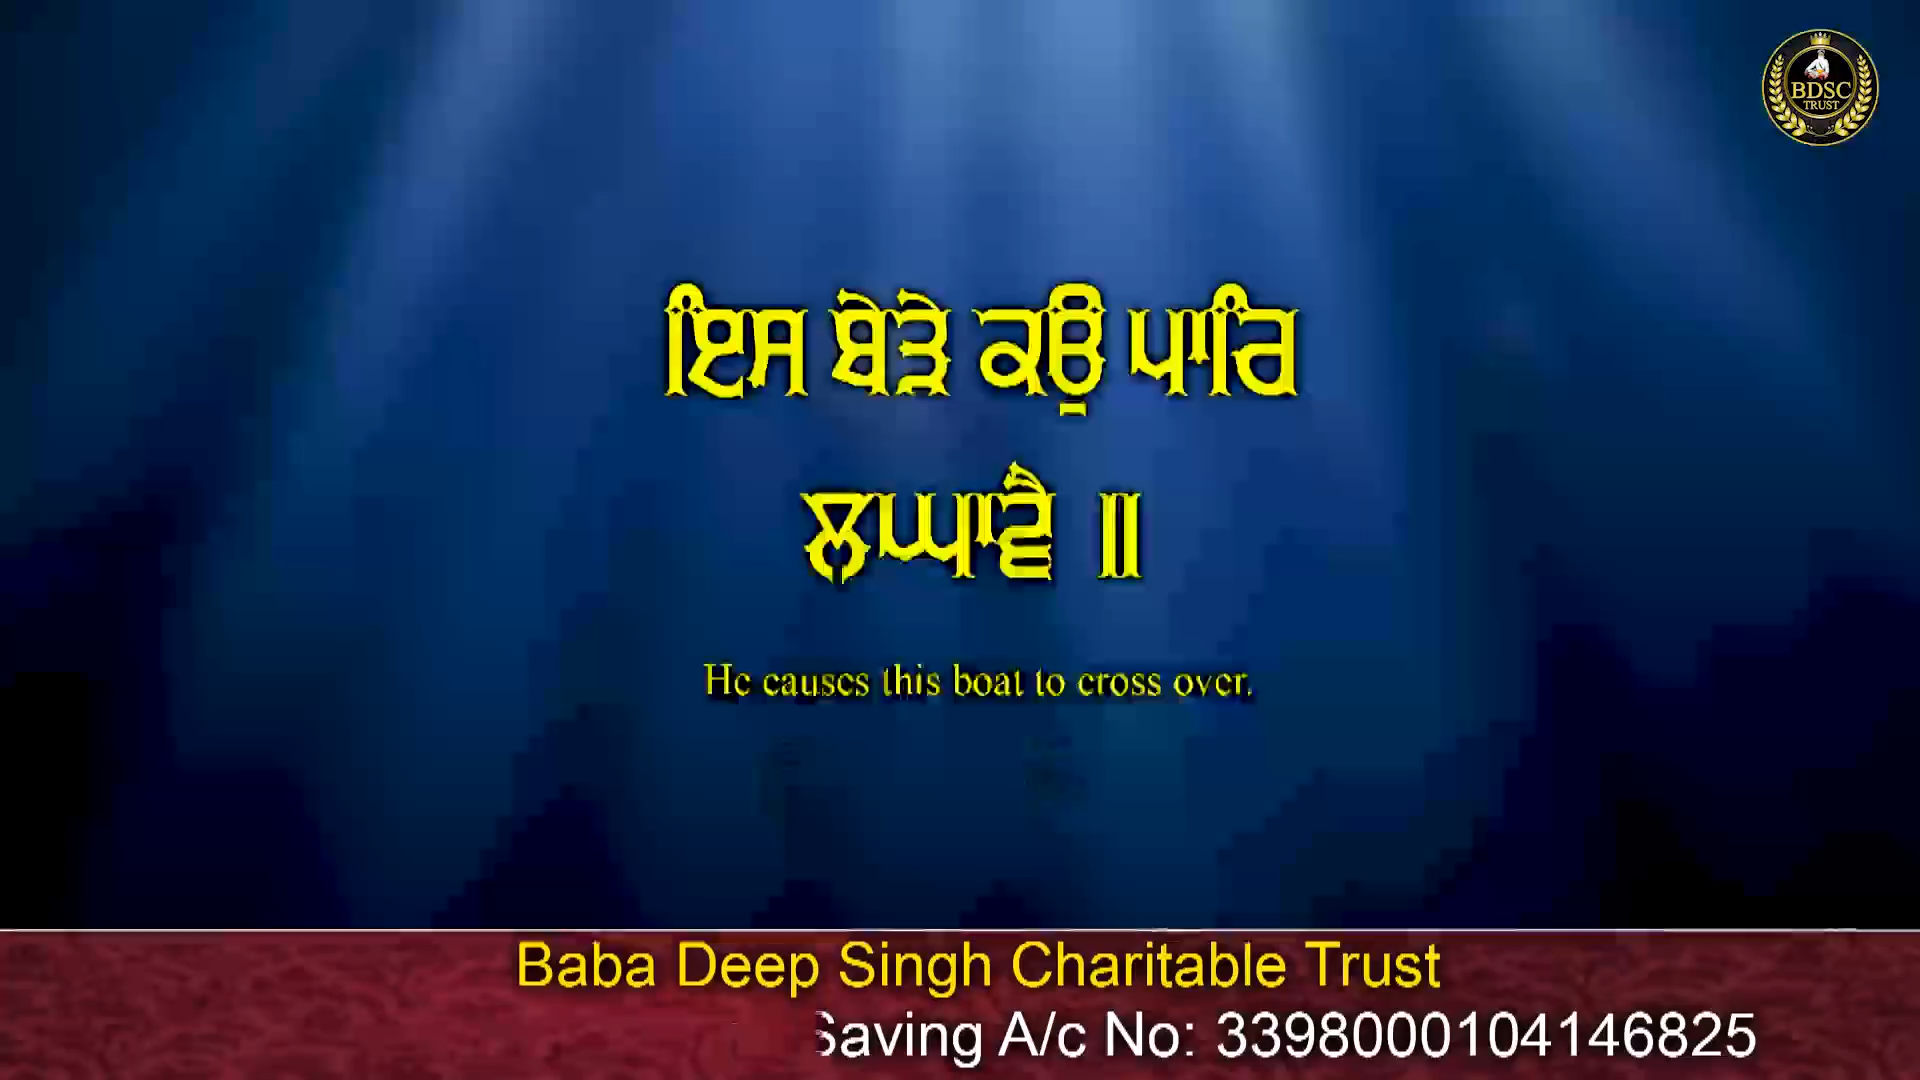 BDSC
TRUST
ਇਸ ਬੇੜੇ ਕਉ ਪਾਰਿ
ਲਘਾਵੈ ॥
He causes this boat to cross over.
Baba Deep Singh Charitable Trust
Saving A/c No: 3398000104146825